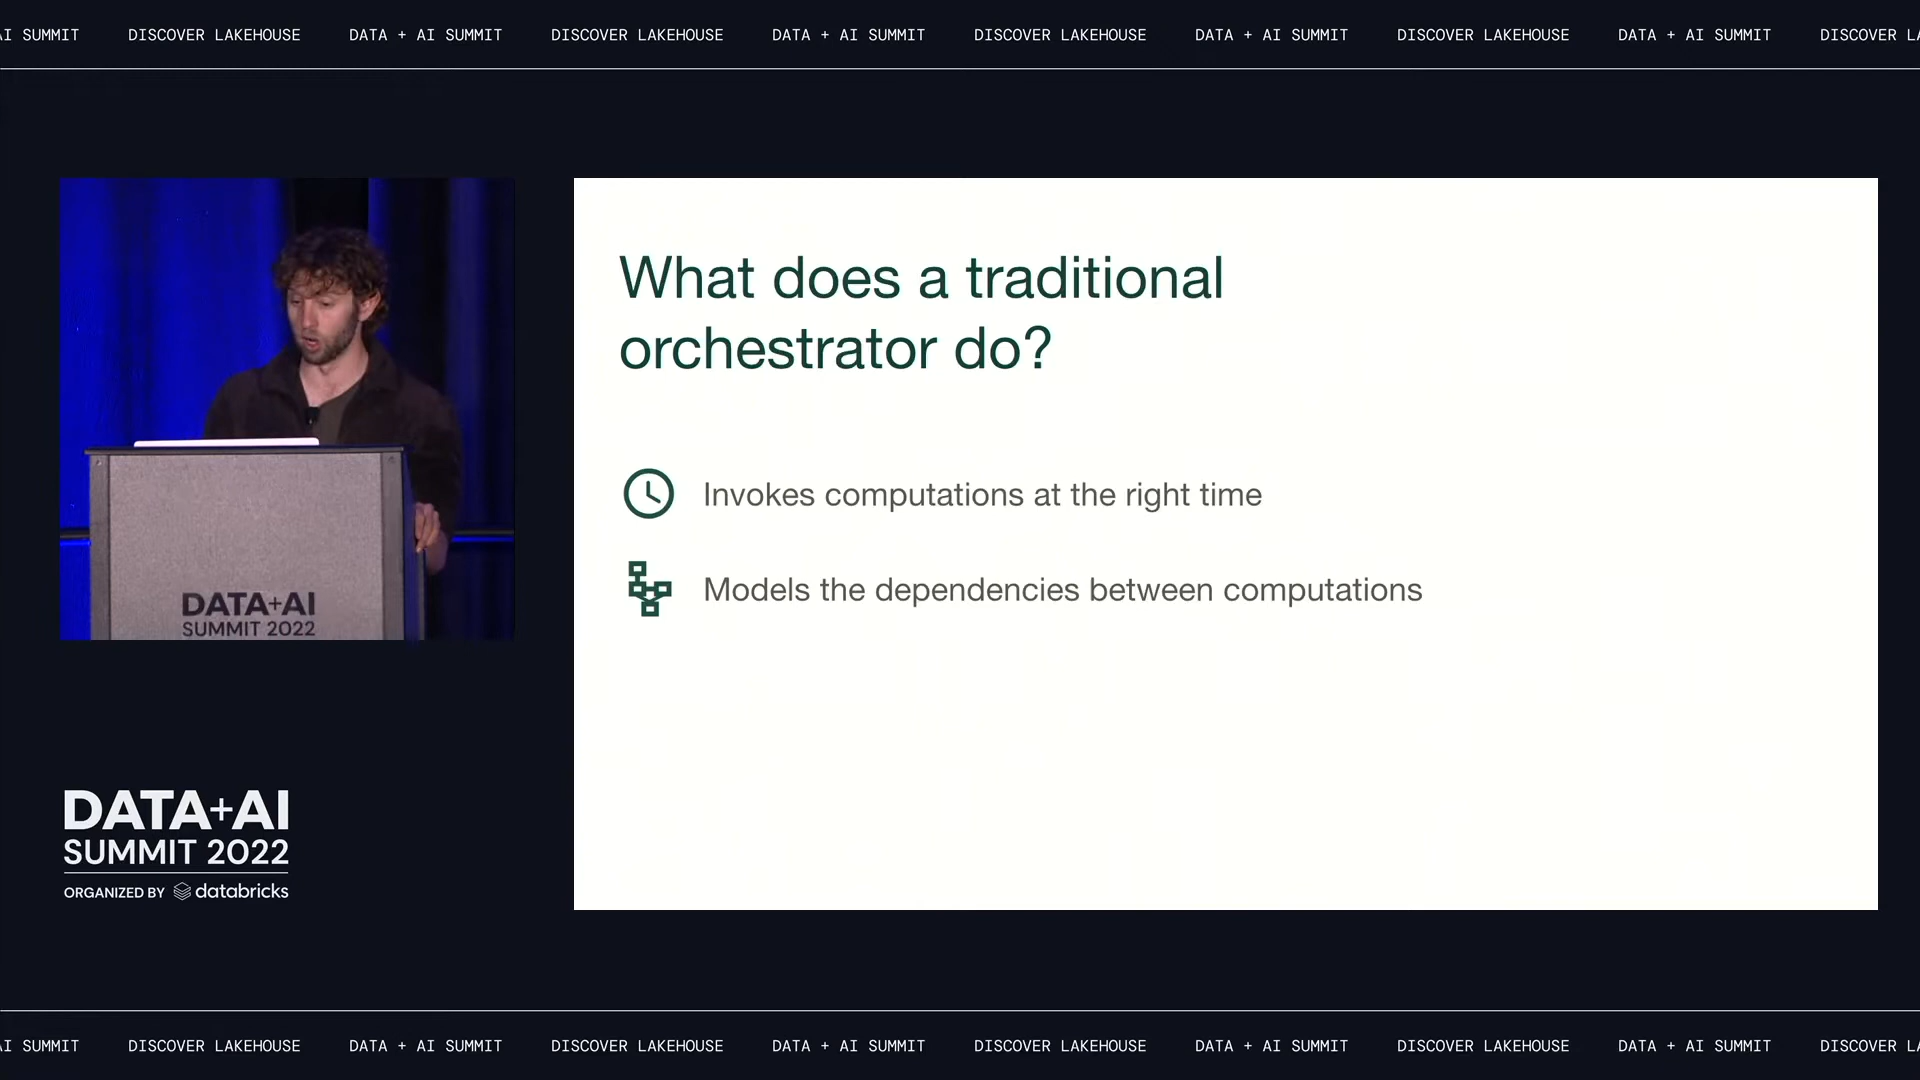 AI SUMMIT DISCOVER LAKEHOUSE DATA + AI SUMMIT DISCOVER LAKEHOUSE DATA + AI SUMMIT DISCOVER LAKEHOUSE DATA + AI SUMMIT DISCOVER LAKEHOUSE DATA + AI SUMMIT DISCOVER LA
What does a traditional
orchestrator do?
Invokes computations at the right time
Models the dependencies between computations
DATA+AI
SUMMIT 2022
DATA+AI
SUMMIT 2022
ORGANIZED BY databricks
AI SUMMIT DISCOVER LAKEHOUSE DATA + AI SUMMIT DISCOVER LAKEHOUSE DATA + AI SUMMIT DISCOVER LAKEHOUSE DATA + AI SUMMIT DISCOVER LAKEHOUSE DATA + AI SUMMIT DISCOVER LA